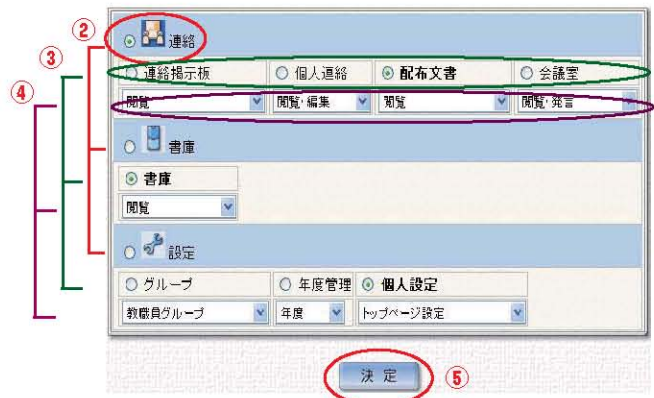 ②
連絡
③
連絡掲示板 個人連絡 配布文書 会議室
④
閲覧 閲覧・編集 閲覧 閲覧・発言
書庫
書庫
閲覧
設定
グループ 年度管理 個人設定
教職員グループ 年度 トップページ設定
決定 ⑤